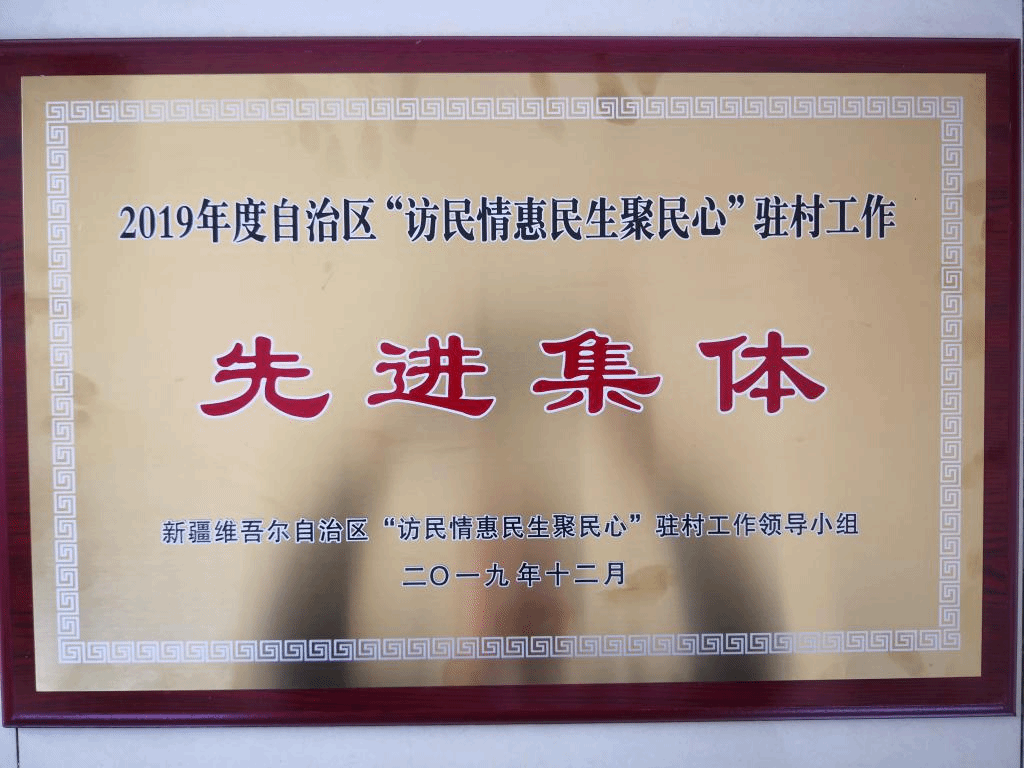 2019年度自治区“访民情惠民生聚民心”驻村工作
先进集体
新疆维吾尔自治区“访民情惠民生聚民心”驻村工作领导小组
二〇一九年十二月